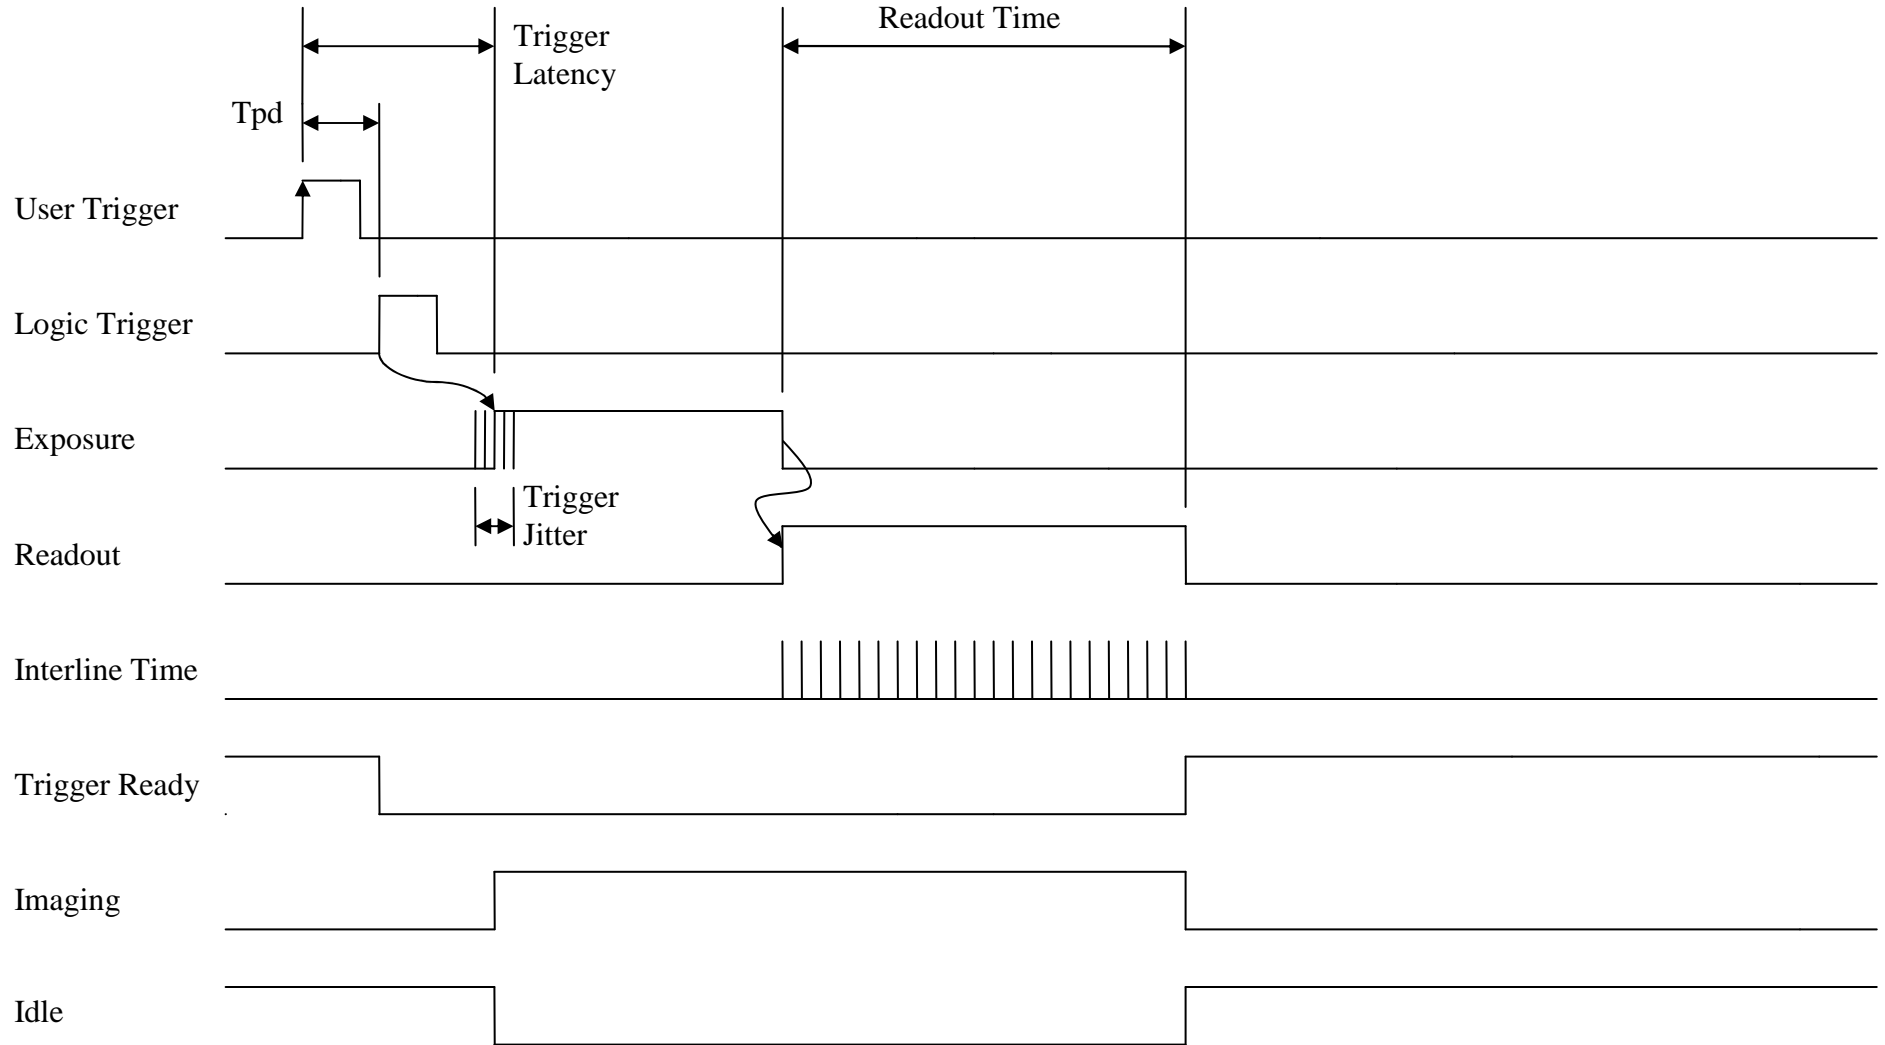 Readout Time
Trigger
Latency
Tpd
User Trigger
Logic Trigger
Exposure
Trigger
Jitter
Readout
Interline Time
Trigger Ready
Imaging
Idle